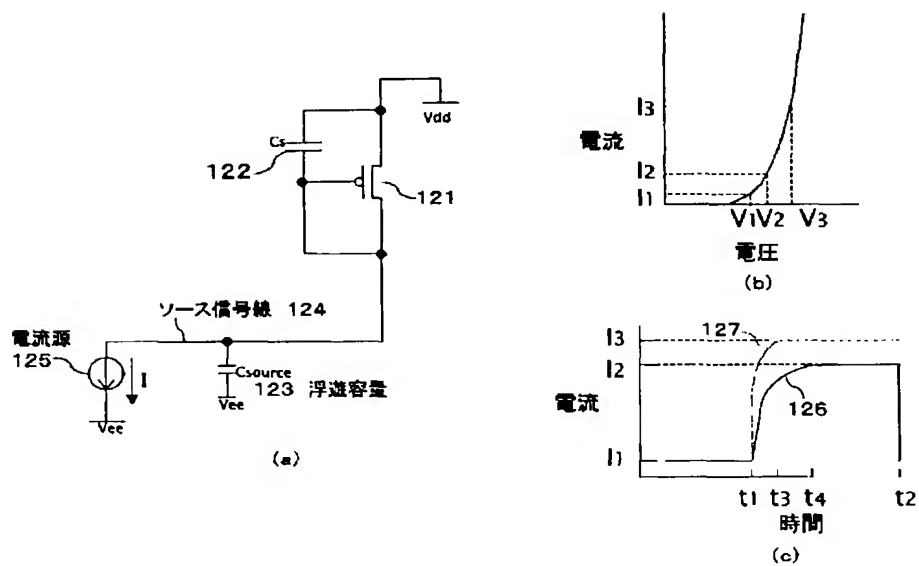 Vdd
Cs
122
121
ソース信号線 124
電流源
125
I
Csource
123 浮遊容量
Vee
Vee
(a)
I3
電流
I2
I1
V1 V2 V3
電圧
(b)
I3
127
I2
電流
126
I1
t1 t3 t4 t2
時間
(c)